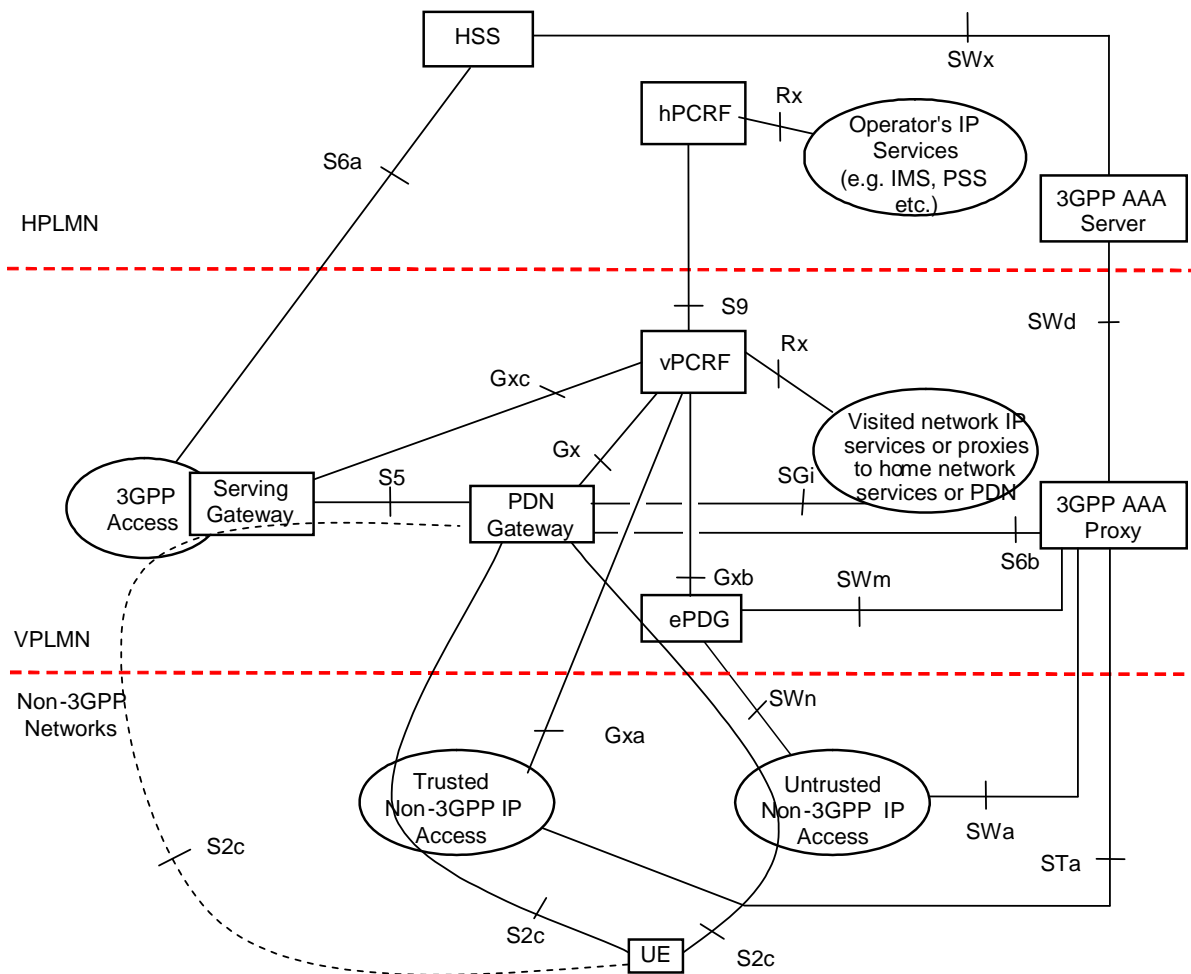 HSS
SWx
hPCRF
Rx
Operator's IP
Services
(e.g. IMS, PSS
etc.)
S6a
3GPP AAA
Server
HPLMN
S9
SWd
vPCRF
Rx
Gxc
Visited network IP
services or proxies
to home network
services or PDN
Gx
SGi
S5
3GPP
Access
Serving
Gateway
PDN
Gateway
3GPP AAA
Proxy
S6b
Gxb
SWm
ePDG
VPLMN
Non-3GPP
Networks
SWn
Gxa
Trusted
Non-3GPP IP
Access
Untrusted
Non-3GPP IP
Access
SWa
S2c
STa
S2c
S2c
UE